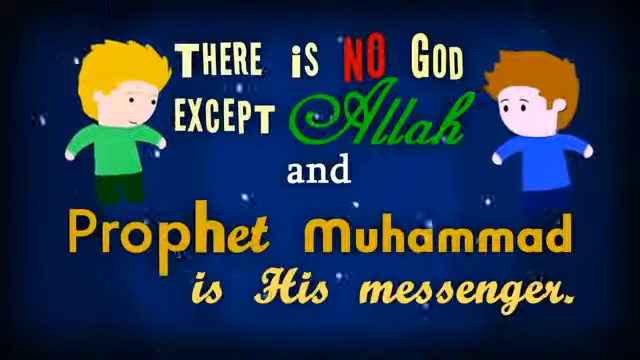 THERE iS NO GOD
EXCEPT Allah
and
Prophet Muhammad
is His messenger.